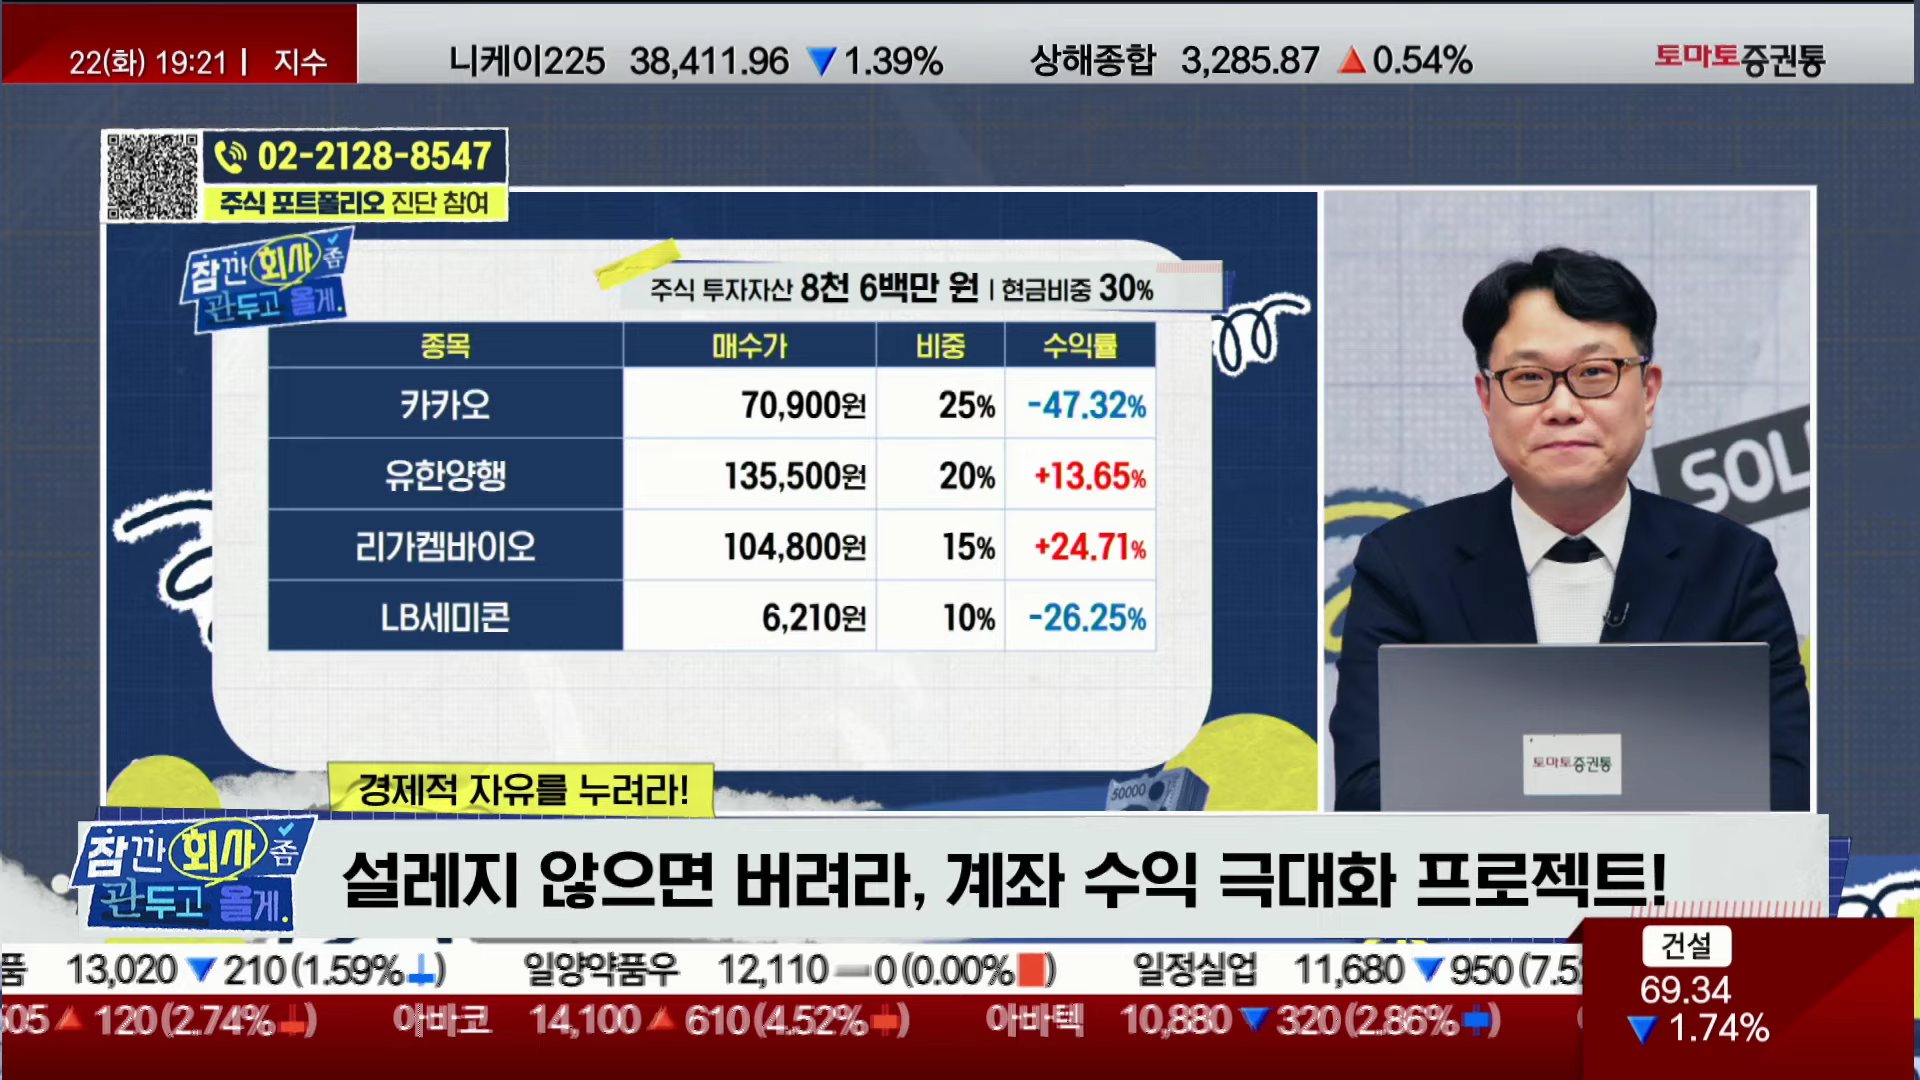 22(화) 19:21 | 지수
니케이225 38,411.96 ▼1.39%
상해종합 3,285.87 ▲0.54%
토마토증권통
02-2128-8547
주식 포트폴리오 진단 참여
잠깐 회사 좀
관두고 올게.
주식 투자자산 8천 6백만 원 | 현금비중 30%
종목 매수가 비중 수익률
카카오 70,900원 25% -47.32%
유한양행 135,500원 20% +13.65%
리가켐바이오 104,800원 15% +24.71%
LB세미콘 6,210원 10% -26.25%
SOL
50000
토마토증권통
경제적 자유를 누려라!
잠깐 회사 좀
관두고 올게.
설레지 않으면 버려라, 계좌 수익 극대화 프로젝트!
품 13,020 ▼210(1.59%) 일양약품우 12,110 0(0.00%) 일정실업 11,680 ▼950(7.5
505 ▲120(2.74%) 아바코 14,100 ▲610(4.52%) 아바텍 10,880 ▼320(2.86%)
건설
69.34
▼1.74%